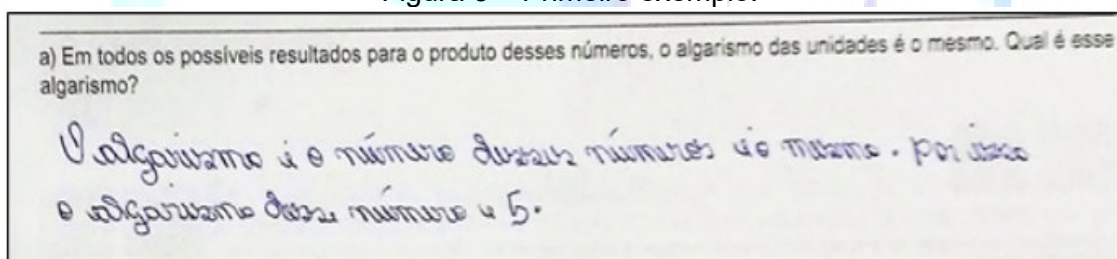 Figura 3 – Primeiro exemplo.
a) Em todos os possíveis resultados para o produto desses números, o algarismo das unidades é o mesmo. Qual é esse
algarismo?
O algarismo i o número desses números é o mesmo. por isso
o algarismo desse número é 5.